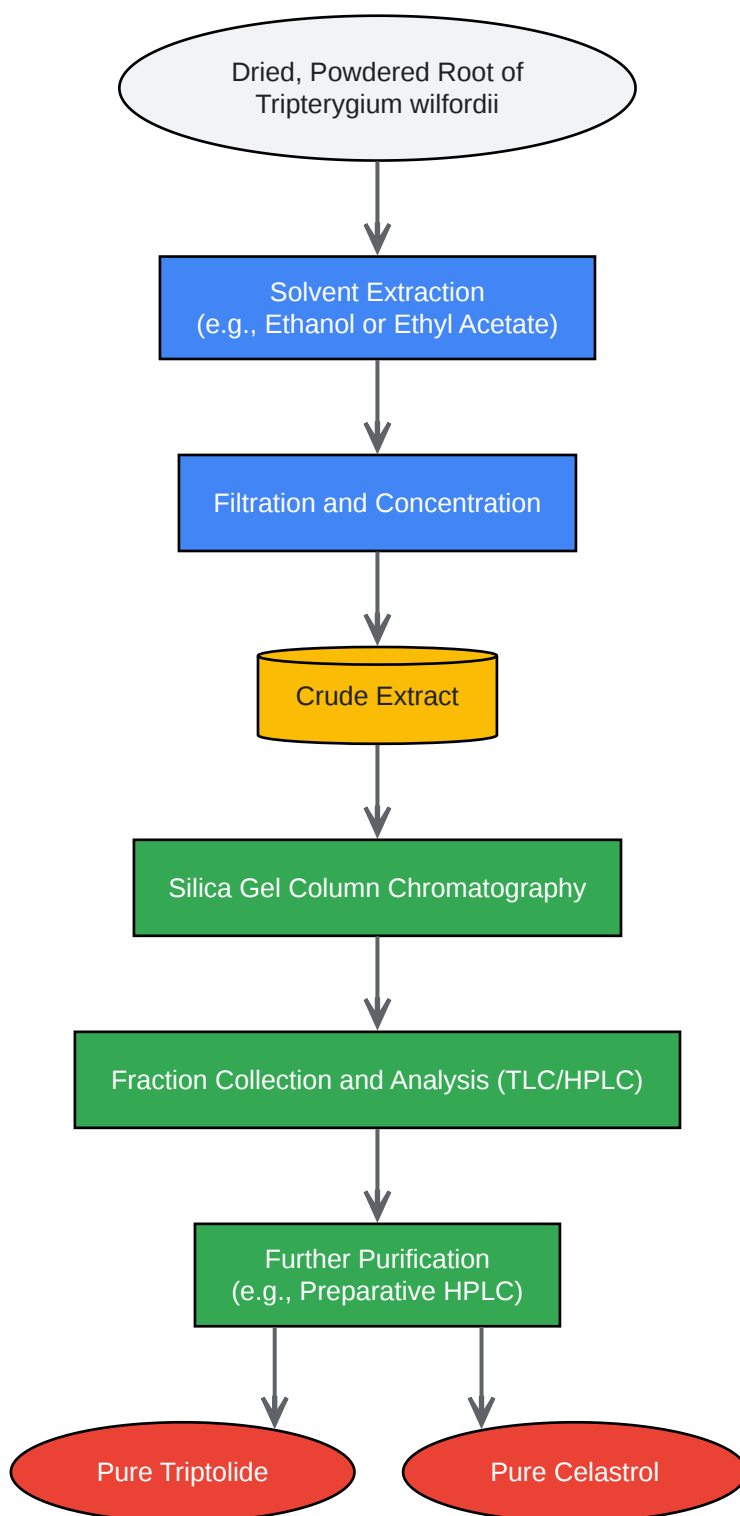 Dried, Powdered Root of
Tripterygium wilfordii
Solvent Extraction
(e.g., Ethanol or Ethyl Acetate)
Filtration and Concentration
Crude Extract
Silica Gel Column Chromatography
Fraction Collection and Analysis (TLC/HPLC)
Further Purification
(e.g., Preparative HPLC)
Pure Triptolide
Pure Celastrol